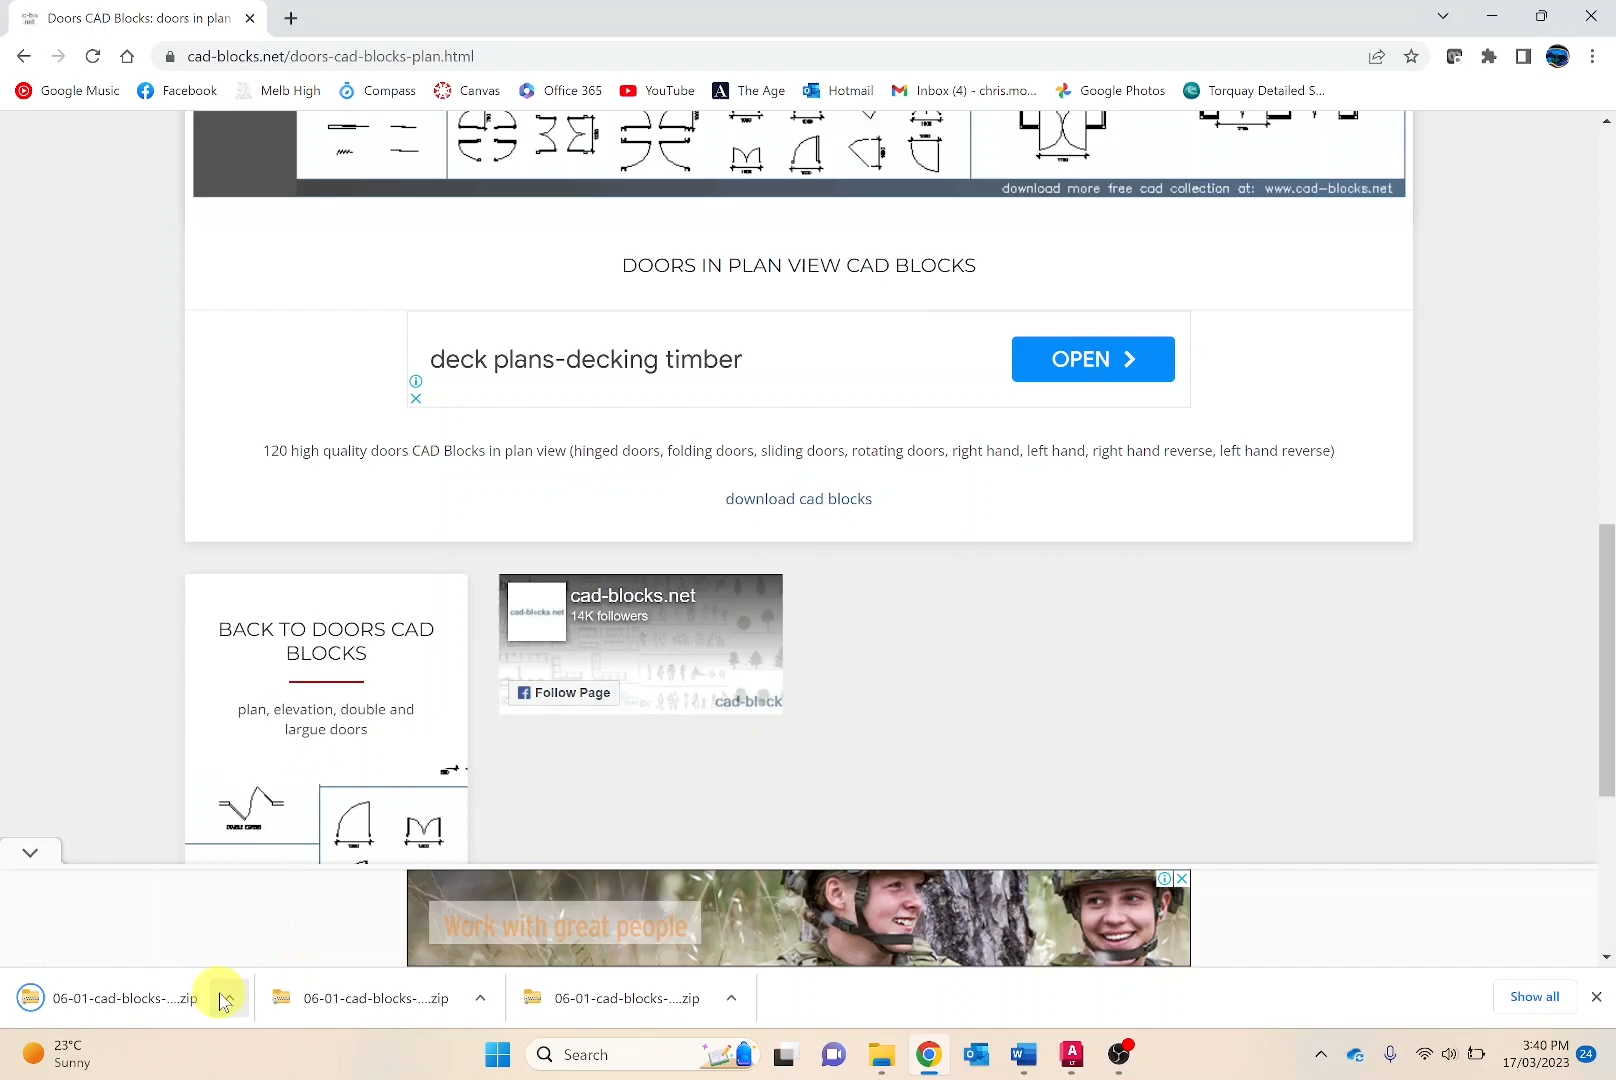 Doors CAD Blocks: doors in plan
cad-blocks.net/doors-cad-blocks-plan.html
Google Music
Facebook
Melb High
Compass
Canvas
Office 365
YouTube
The Age
Hotmail
Inbox (4) - chris.mo...
Google Photos
Torquay Detailed S...
download more free cad collection at: www.cad-blocks.net
DOORS IN PLAN VIEW CAD BLOCKS
deck plans-decking timber
OPEN
120 high quality doors CAD Blocks in plan view (hinged doors, folding doors, sliding doors, rotating doors, right hand, left hand, right hand reverse, left hand reverse)
download cad blocks
BACK TO DOORS CAD
BLOCKS
plan, elevation, double and
largue doors
cad-blocks.net
cad-blocks.net
14K followers
Follow Page
cad-block
Work with great people
06-01-cad-blocks-....zip
06-01-cad-blocks-....zip
06-01-cad-blocks-....zip
Show all
23°C
Sunny
Search
3:40 PM
17/03/2023
24